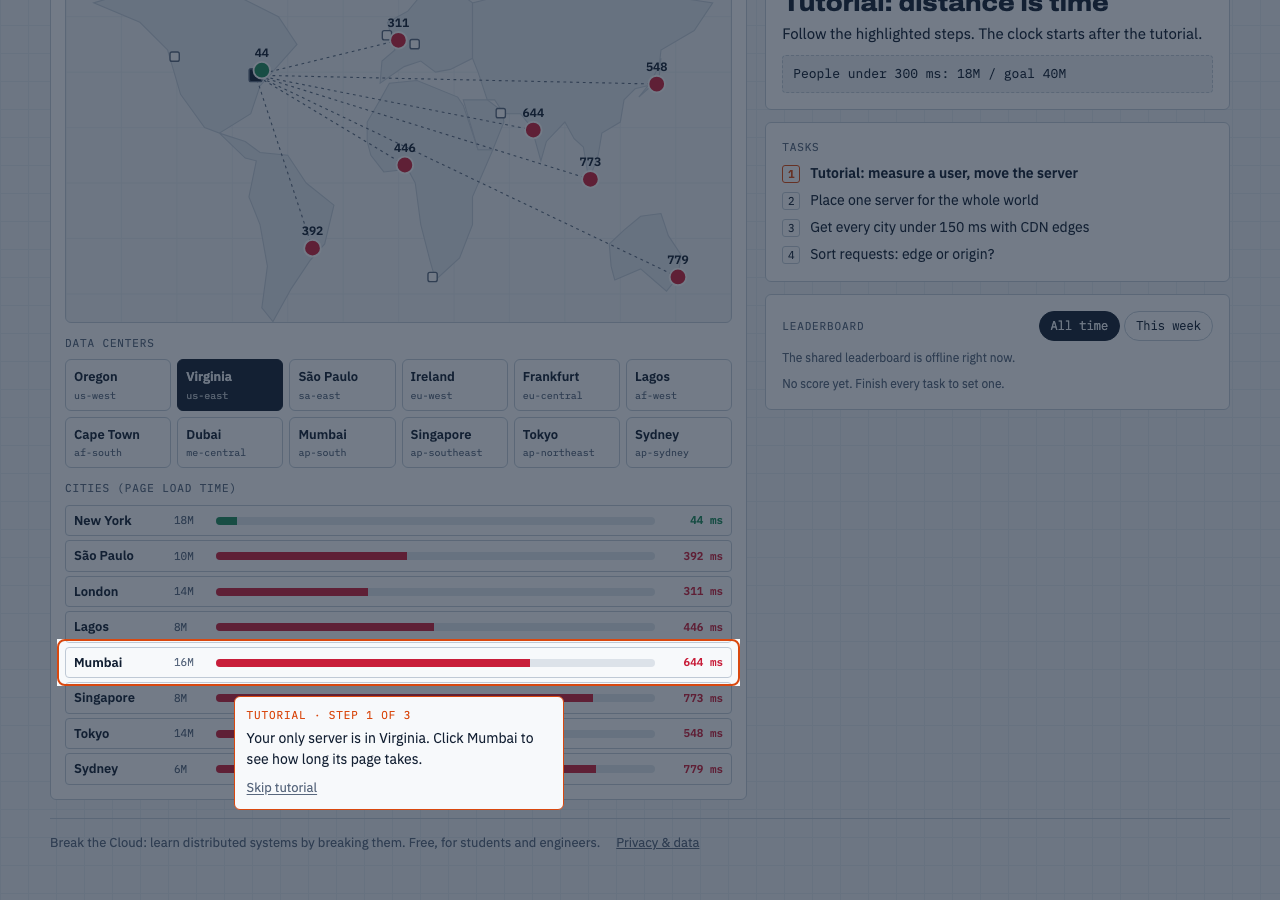 311
44
548
644
446
773
392
779
DATA CENTERS
Oregon
us-west
Virginia
us-east
São Paulo
sa-east
Ireland
eu-west
Frankfurt
eu-central
Lagos
af-west
Cape Town
af-south
Dubai
me-central
Mumbai
ap-south
Singapore
ap-southeast
Tokyo
ap-northeast
Sydney
ap-sydney
CITIES (PAGE LOAD TIME)
New York 18M 44 ms
São Paulo 10M 392 ms
London 14M 311 ms
Lagos 8M 446 ms
Mumbai 16M 644 ms
Singapore 8M 773 ms
Tokyo 14M 548 ms
Sydney 6M 779 ms
TUTORIAL · STEP 1 OF 3
Your only server is in Virginia. Click Mumbai to
see how long its page takes.
Skip tutorial
Tutorial: distance is time
Follow the highlighted steps. The clock starts after the tutorial.
People under 300 ms: 18M / goal 40M
TASKS
1 Tutorial: measure a user, move the server
2 Place one server for the whole world
3 Get every city under 150 ms with CDN edges
4 Sort requests: edge or origin?
LEADERBOARD
All time
This week
The shared leaderboard is offline right now.
No score yet. Finish every task to set one.
Break the Cloud: learn distributed systems by breaking them. Free, for students and engineers. Privacy & data